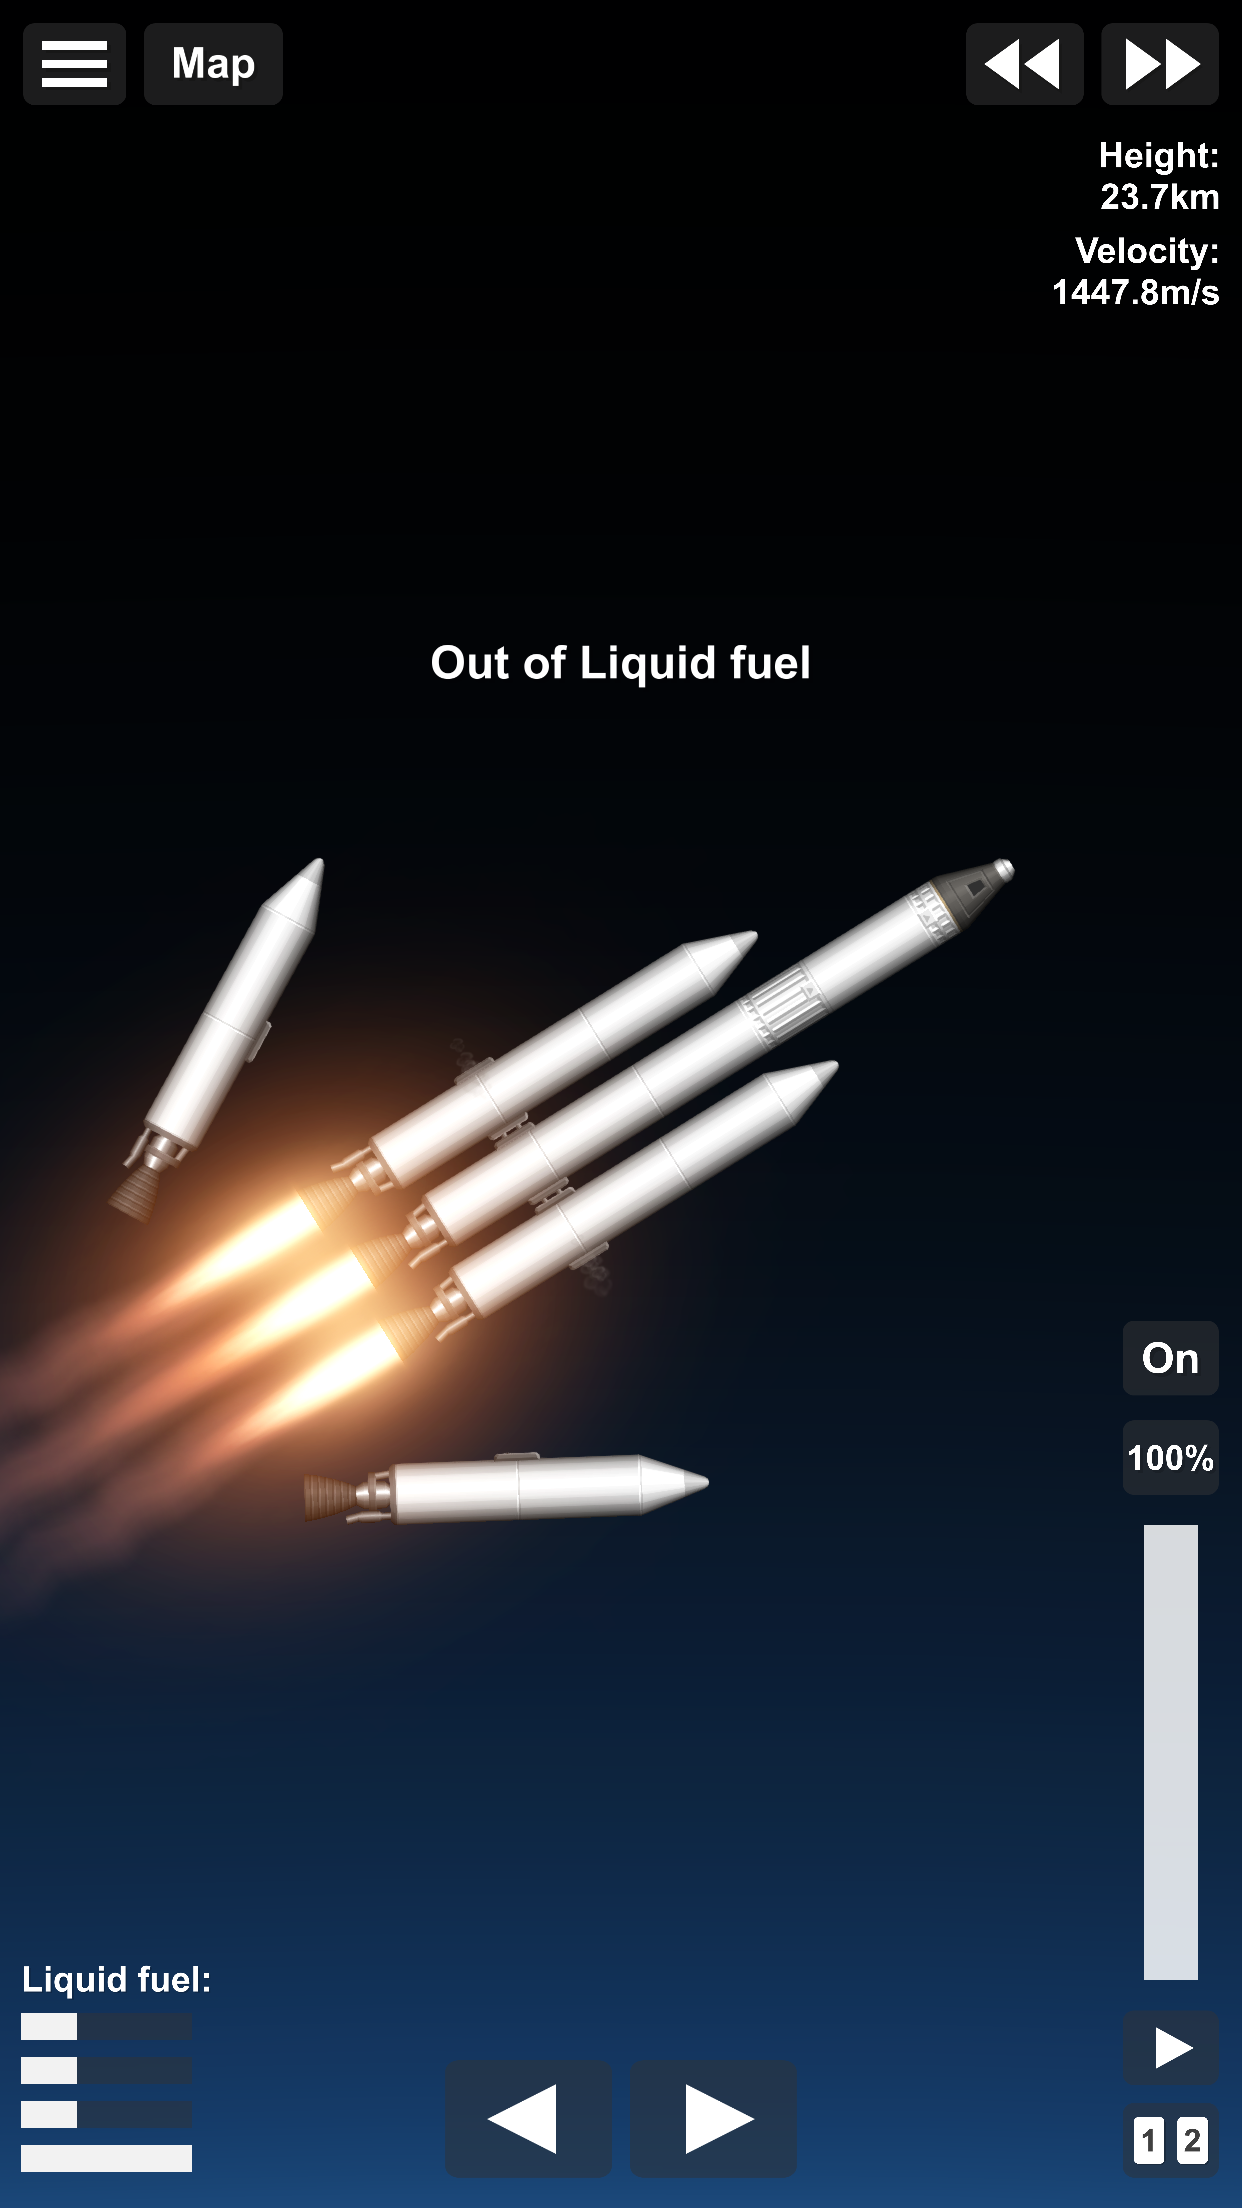 Map
Height:
23.7km
Velocity:
1447.8m/s
Out of Liquid fuel
On
100%
Liquid fuel:
1 2